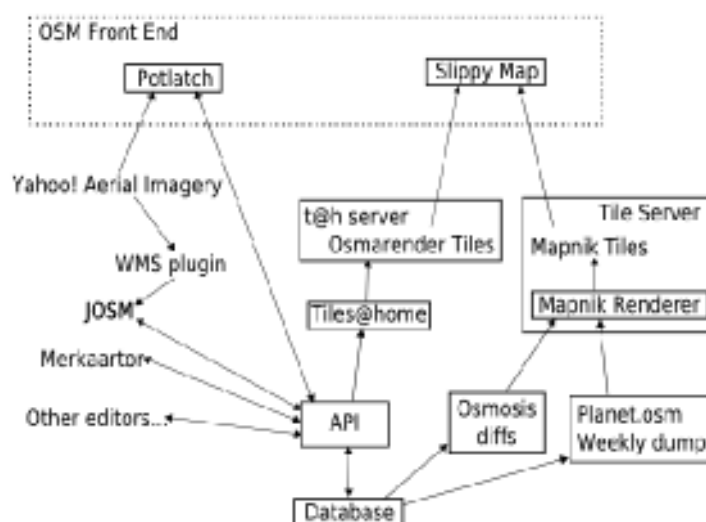 OSM Front End
Potlatch
Slippy Map
Yahoo! Aerial Imagery
t@h server
Osmarender Tiles
Tile Server
Mapnik Tiles
WMS plugin
JOSM
Tiles@home
Mapnik Renderer
Merkaartor
Other editors...
API
Osmosis
diffs
Planet.osm
Weekly dump
Database